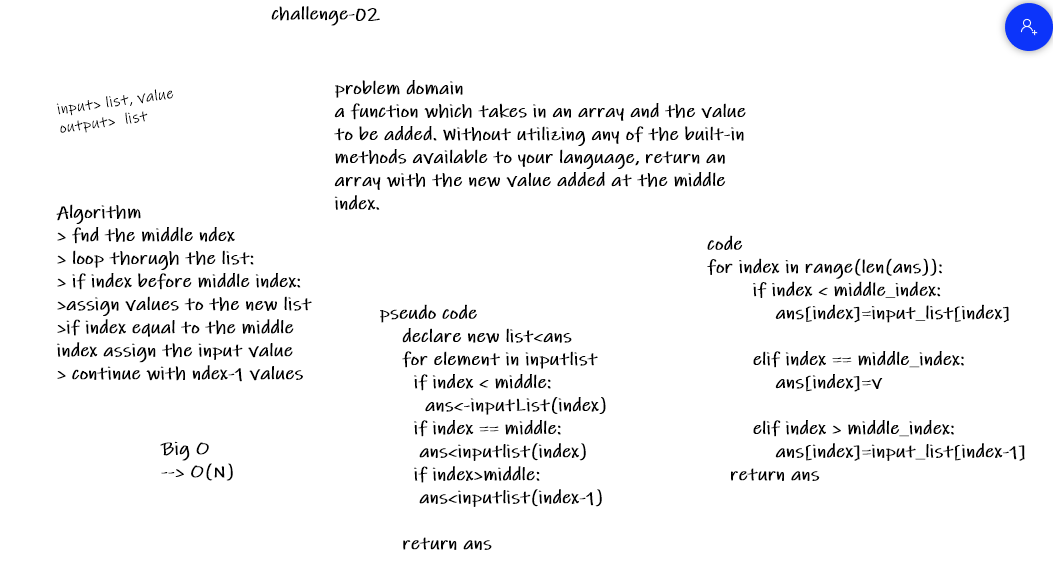 challenge-02
input> list, value
output> list
problem domain
a function which takes in an array and the value
to be added. Without utilizing any of the built-in
methods available to your language, return an
array with the new value added at the middle
index.
Algorithm
> fnd the middle ndex
> loop thorugh the list:
> if index before middle index:
>assign values to the new list
>if index equal to the middle
index assign the input value
> continue with ndex-1 values
Big O
--> O(N)
pseudo code
declare new list<ans
for element in inputlist
if index < middle:
ans<-inputList(index)
if index == middle:
ans<inputlist(index)
if index>middle:
ans<inputlist(index-1)
return ans
code
for index in range(len(ans)):
if index < middle_index:
ans[index]=input_list[index]
elif index == middle_index:
ans[index]=v
elif index > middle_index:
ans[index]=input_list[index-1]
return ans